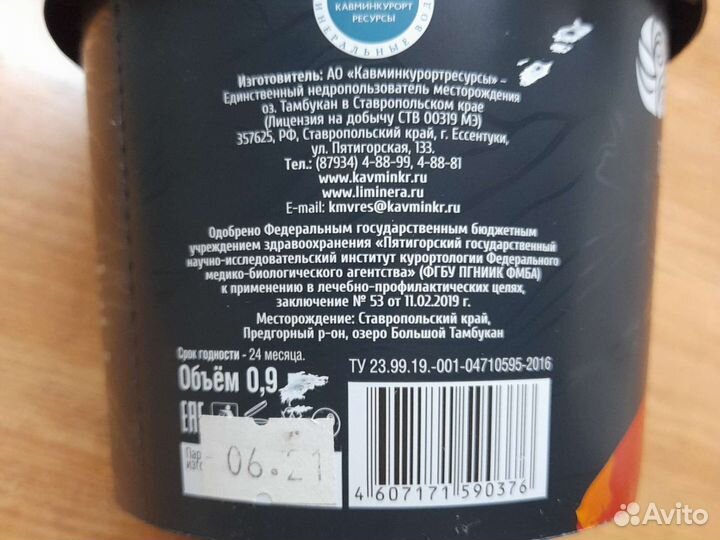 КАВМИНКУРОРТ
РЕСУРСЫ
МИНЕРАЛЬНЫЕ ВОД
Изготовитель: АО «Кавминкурортресурсы» –
Единственный недропользователь месторождения
оз. Тамбукан в Ставропольском крае
(Лицензия на добычу СТВ 00319 МЭ)
357625, РФ, Ставропольский край, г. Ессентуки,
ул. Пятигорская, 133.
Тел.: (87934) 4-88-99, 4-88-81
www.kavminkr.ru
www.liminera.ru
E-mail: kmvres@kavminkr.ru
Одобрено Федеральным государственным бюджетным
учреждением здравоохранения «Пятигорский государственный
научно-исследовательский институт курортологии Федерального
медико-биологического агентства» (ФГБУ ПГНИИК ФМБА)
к применению в лечебно-профилактических целях,
заключение № 53 от 11.02.2019 г.
Месторождение: Ставропольский край,
Предгорный р-он, озеро Большой Тамбукан
Срок годности - 24 месяца.
ТУ 23.99.19.-001-04710595-2016
Объём 0,9
EAC
Пар
изго
06.21
4 607171 590376
Avito